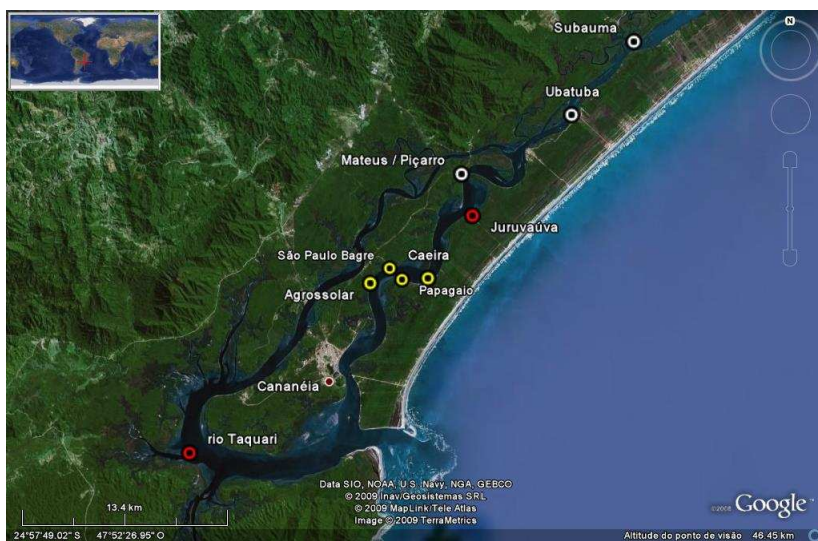 Subauma
Ubatuba
Mateus / Piçarro
Juruvaúva
São Paulo Bagre
Caeira
Agrossolar
Papagaio
Cananéia
rio Taquari
Data SIO, NOAA, U.S. Navy, NGA, GEBCO
© 2009 Inav/Geosistemas SRL
© 2009 MapLink/Tele Atlas
Image © 2009 TerraMetrics
©2009 Google™
13.4 km
24°57'49.02" S 47°52'26.95" O
Altitude do ponto de visão 46.45 km
N